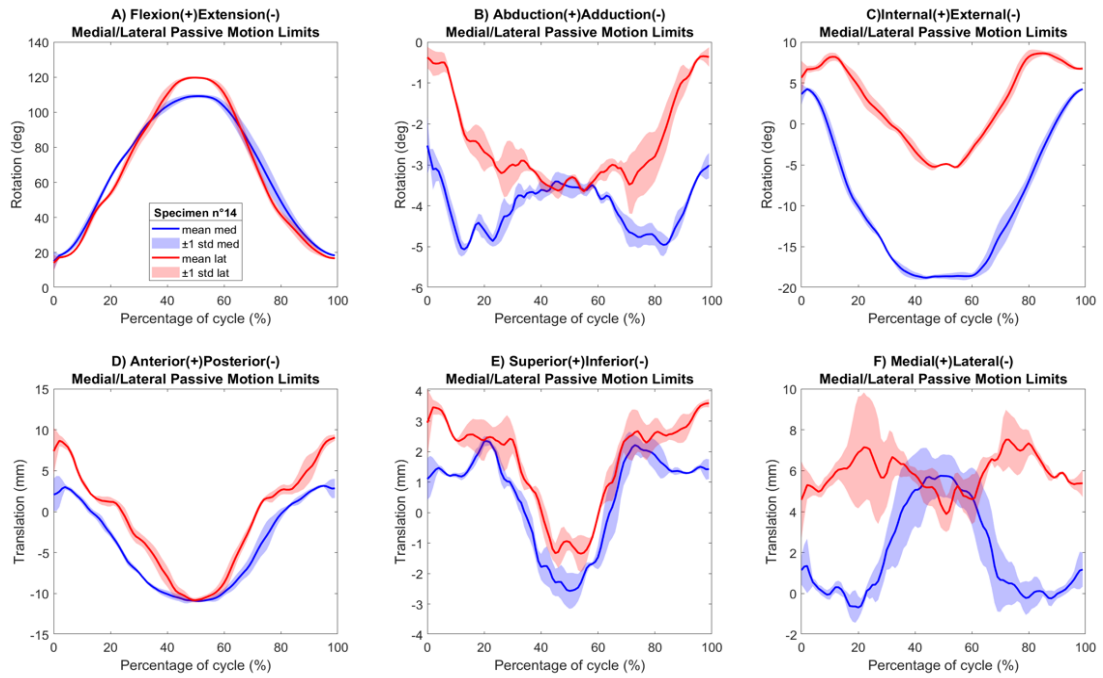 A) Flexion(+)Extension(-)
Medial/Lateral Passive Motion Limits
140
120
100
80
60
40
20
0
Rotation (deg)
Specimen n°14
mean med
±1 std med
mean lat
±1 std lat
0 20 40 60 80 100
Percentage of cycle (%)
B) Abduction(+)Adduction(-)
Medial/Lateral Passive Motion Limits
0
-1
-2
-3
-4
-5
-6
Rotation (deg)
0 20 40 60 80 100
Percentage of cycle (%)
C)Internal(+)External(-)
Medial/Lateral Passive Motion Limits
10
5
0
-5
-10
-15
-20
Rotation (deg)
0 20 40 60 80 100
Percentage of cycle (%)
D) Anterior(+)Posterior(-)
Medial/Lateral Passive Motion Limits
15
10
5
0
-5
-10
-15
Translation (mm)
0 20 40 60 80 100
Percentage of cycle (%)
E) Superior(+)Inferior(-)
Medial/Lateral Passive Motion Limits
4
3
2
1
0
-1
-2
-3
-4
Translation (mm)
0 20 40 60 80 100
Percentage of cycle (%)
F) Medial(+)Lateral(-)
Medial/Lateral Passive Motion Limits
10
8
6
4
2
0
-2
Translation (mm)
0 20 40 60 80 100
Percentage of cycle (%)